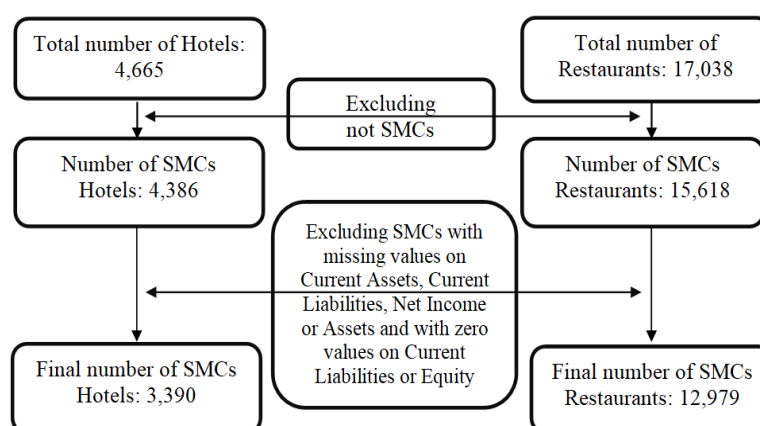 Total number of Hotels:
4,665
Total number of
Restaurants: 17,038
Excluding
not SMCs
Number of SMCs
Hotels: 4,386
Number of SMCs
Restaurants: 15,618
Excluding SMCs with
missing values on
Current Assets, Current
Liabilities, Net Income
or Assets and with zero
values on Current
Liabilities or Equity
Final number of SMCs
Hotels: 3,390
Final number of SMCs
Restaurants: 12,979